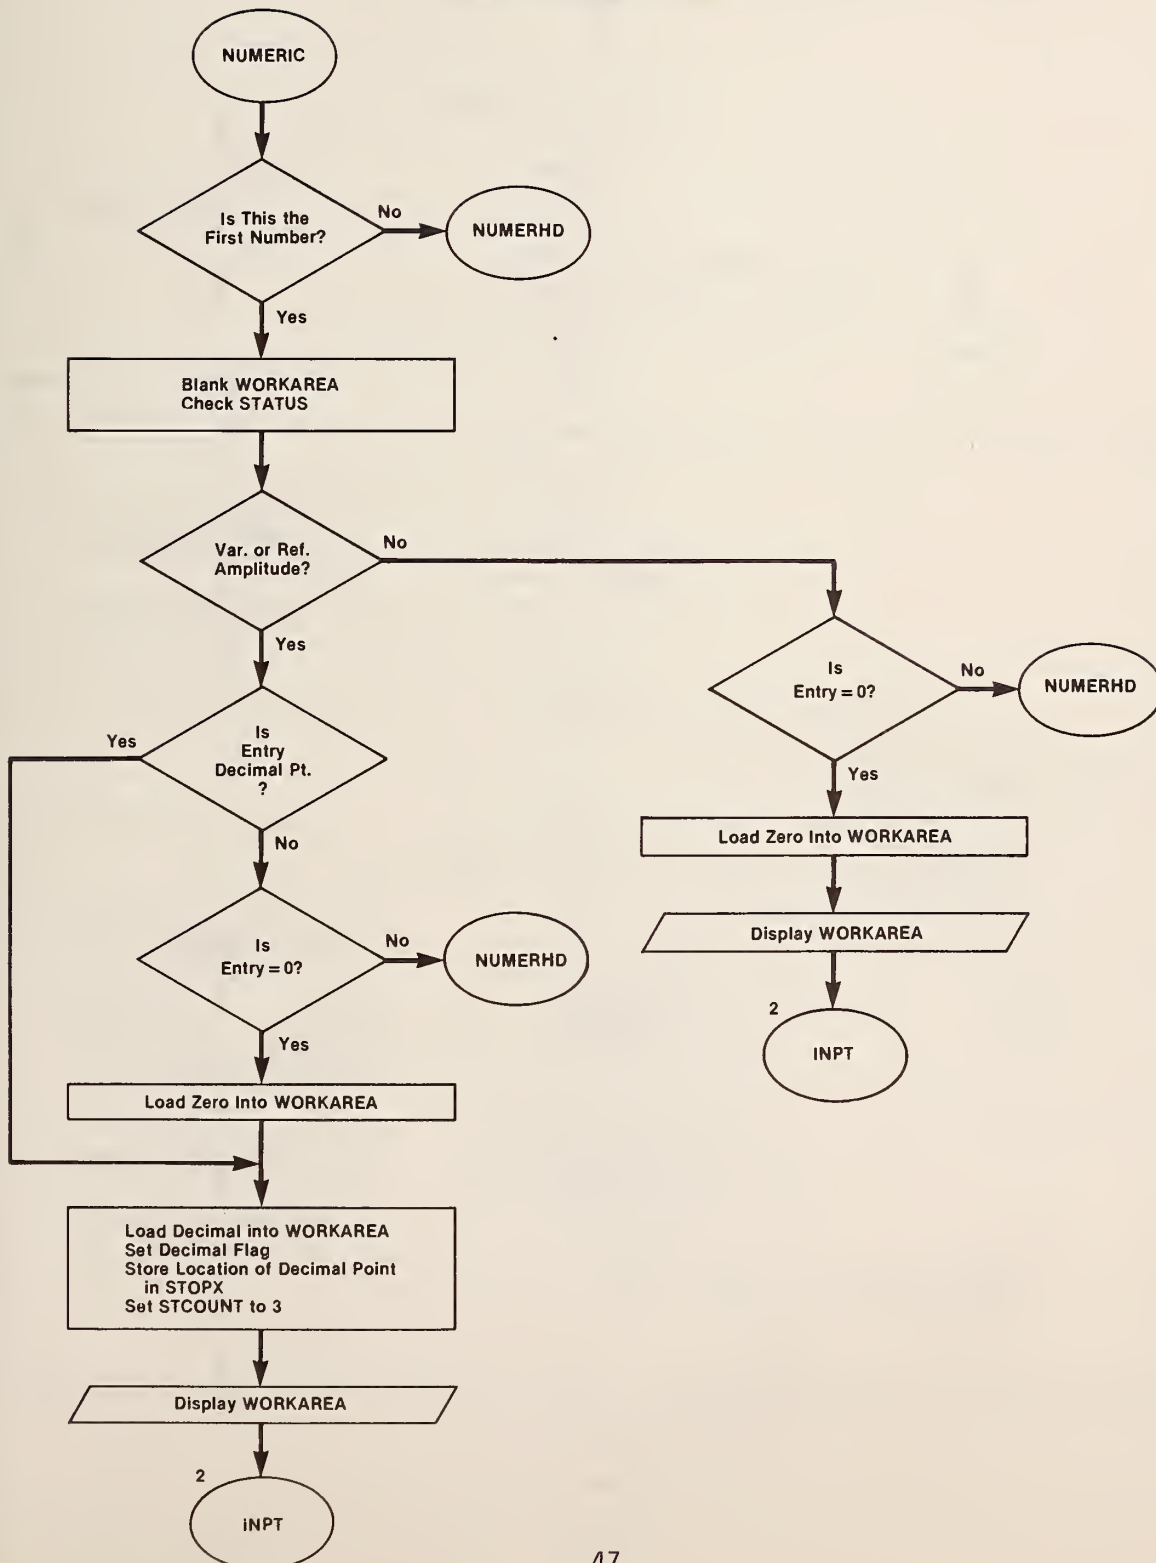 NUMERIC
Is This the
First Number?
No
NUMERHD
Yes
Blank WORKAREA
Check STATUS
Var. or Ref.
Amplitude?
No
Yes
Is
Entry = 0?
No
NUMERHD
Yes
Load Zero Into WORKAREA
Display WORKAREA
2
INPT
Is
Entry
Decimal Pt.
?
Yes
No
Is
Entry = 0?
No
NUMERHD
Yes
Load Zero Into WORKAREA
Load Decimal into WORKAREA
Set Decimal Flag
Store Location of Decimal Point
in STOPX
Set STCOUNT to 3
Display WORKAREA
2
INPT
47